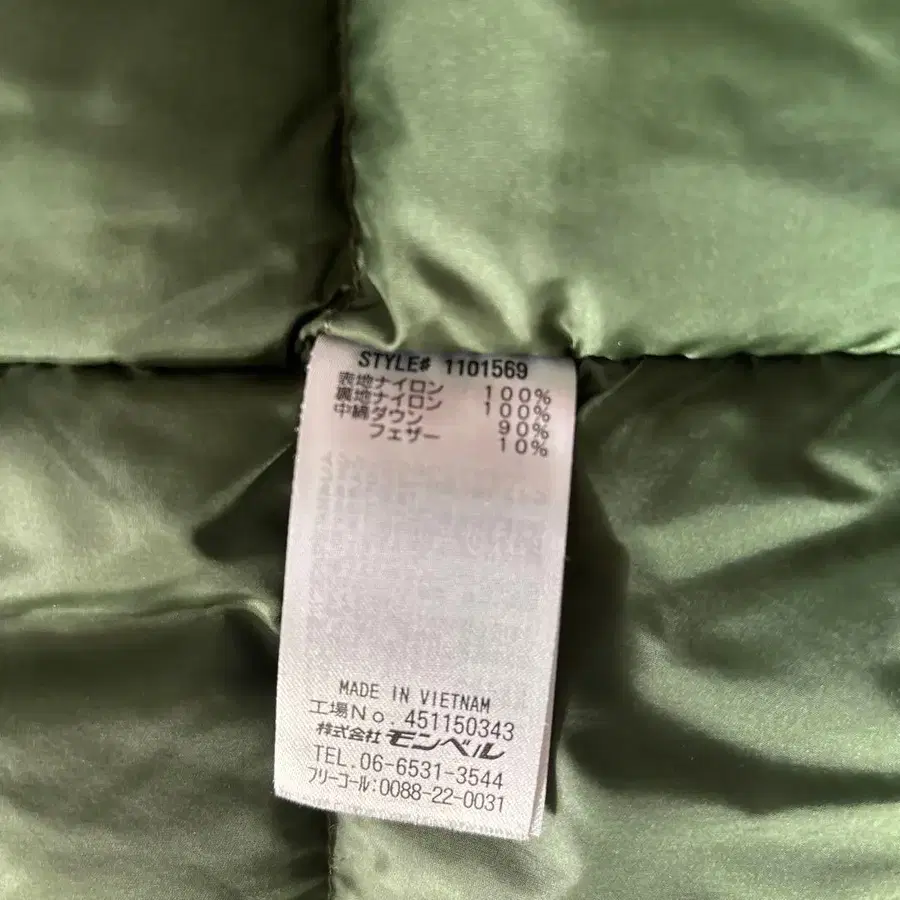 STYLE# 1101569
表地ナイロン 100%
裏地ナイロン 100%
中綿ダウン 90%
フェザー 10%
MADE IN VIETNAM
工場No. 451150343
株式会社モンベル
TEL.06-6531-3544
フリーコール:0088-22-0031